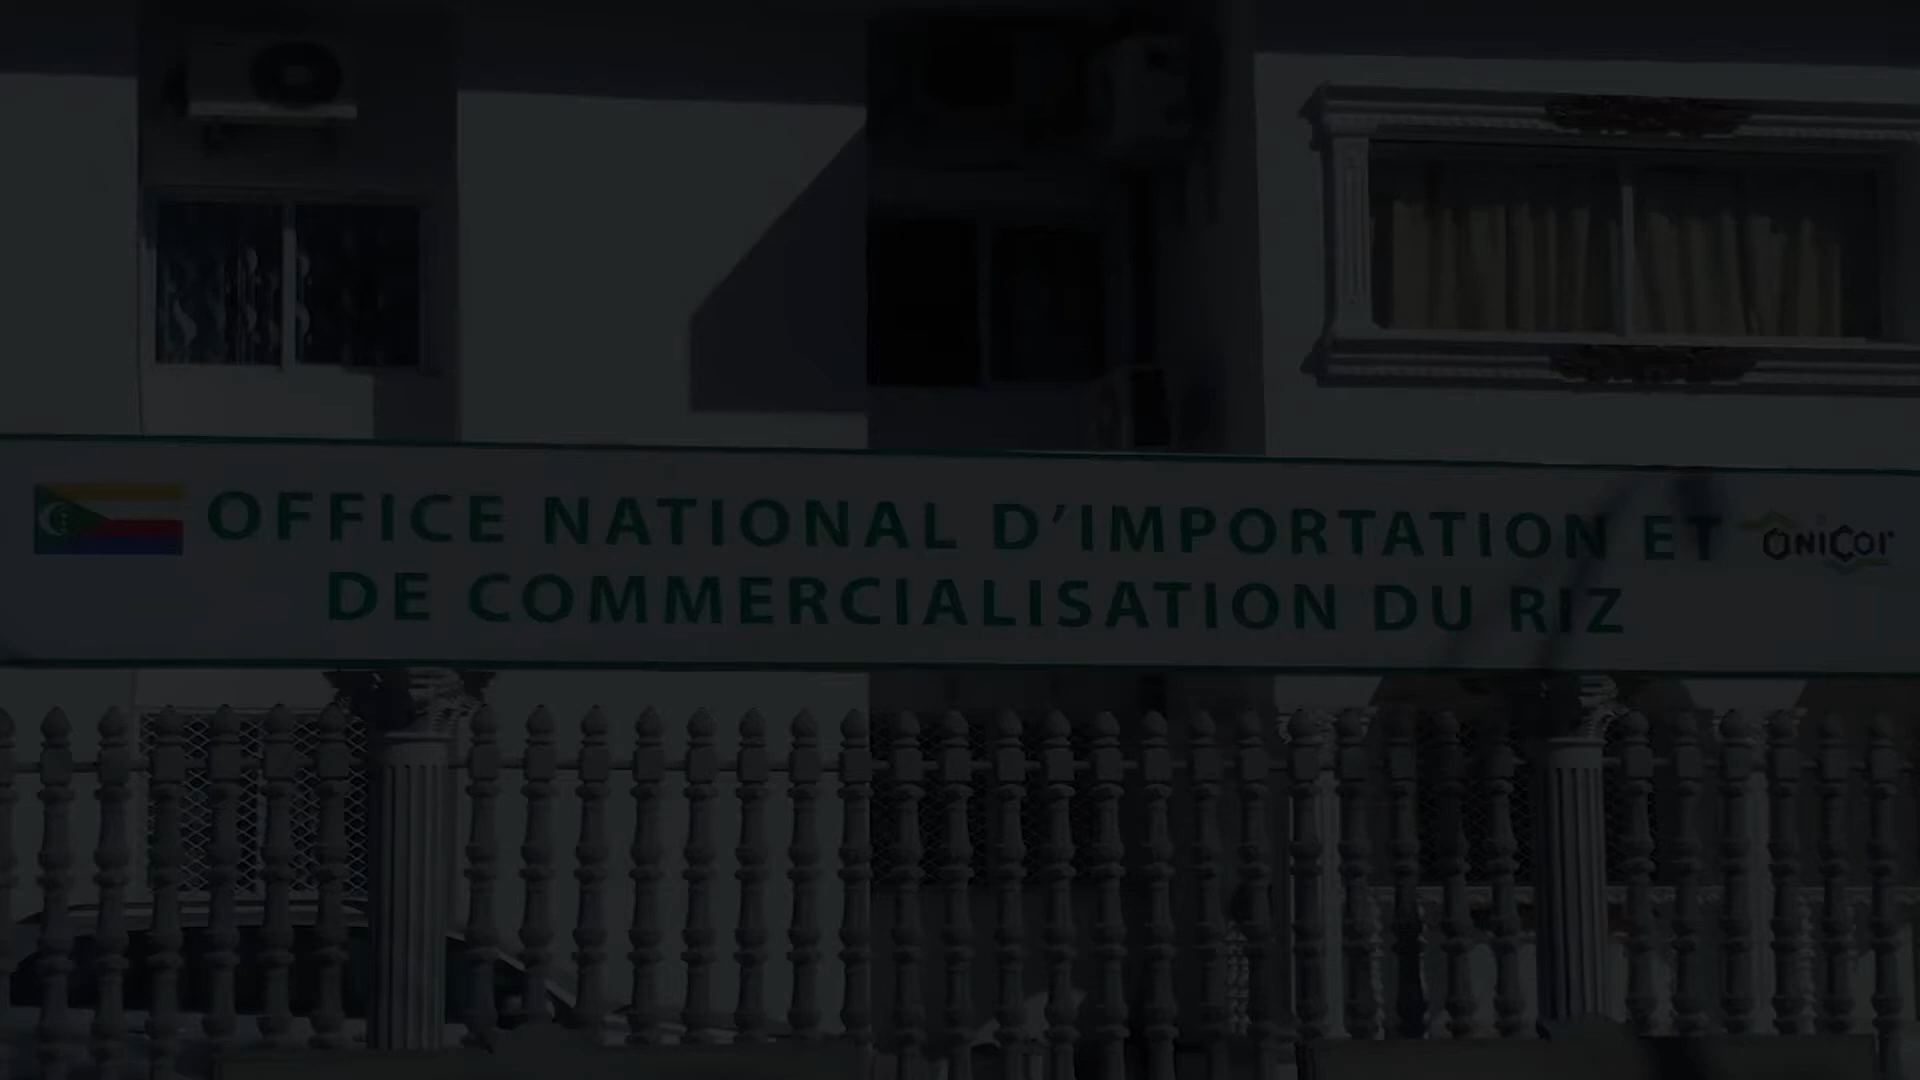 OFFICE NATIONAL D'IMPORTATION ET
DE COMMERCIALISATION DU RIZ
ONICOR